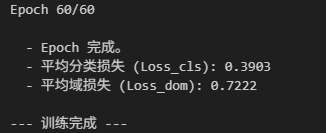 Epoch 60/60
- Epoch 完成。
- 平均分类损失 (Loss_cls): 0.3903
- 平均域损失 (Loss_dom): 0.7222
--- 训练完成 ---